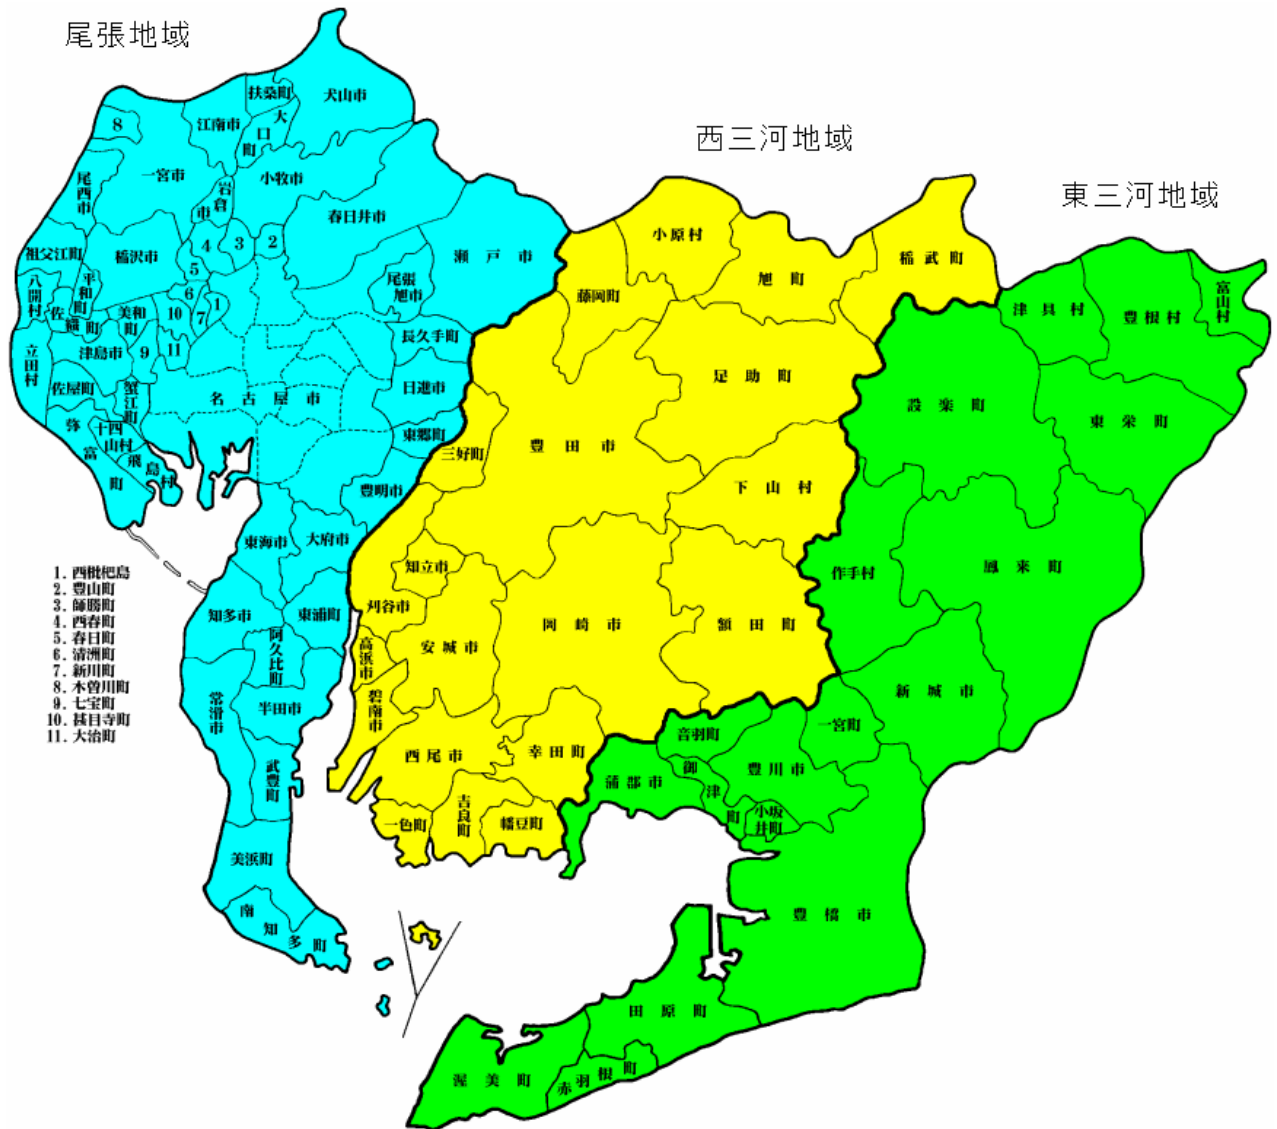 尾張地域
西三河地域
東三河地域
扶桑町
犬山市
江南市
大口町
8
一宮市
尾西市
岩倉市
小牧市
春日井市
瀬戸市
尾張旭市
祖父江町
稲沢市
4
3
2
5
6
1
10
7
八開村
平和町
佐織町
美和町
9
11
立田村
津島市
佐屋町
蟹江町
名古屋市
長久手町
日進市
東郷町
弥富町
十四山村
飛島村
豊明市
東海市
大府市
知多市
東浦町
阿久比町
常滑市
半田市
武豊町
美浜町
南知多町
1. 西枇杷島
2. 豊山町
3. 師勝町
4. 西春町
5. 春日町
6. 清洲町
7. 新川町
8. 木曽川町
9. 七宝町
10. 甚目寺町
11. 大治町
小原村
藤岡町
旭町
稲武町
足助町
豊田市
三好町
下山村
知立市
刈谷市
安城市
高浜市
碧南市
岡崎市
額田町
西尾市
幸田町
一色町
吉良町
幡豆町
津具村
豊根村
富山村
設楽町
東栄町
作手村
鳳来町
新城市
音羽町
一宮町
蒲郡市
御津町
豊川市
小坂井町
豊橋市
田原町
赤羽根町
渥美町